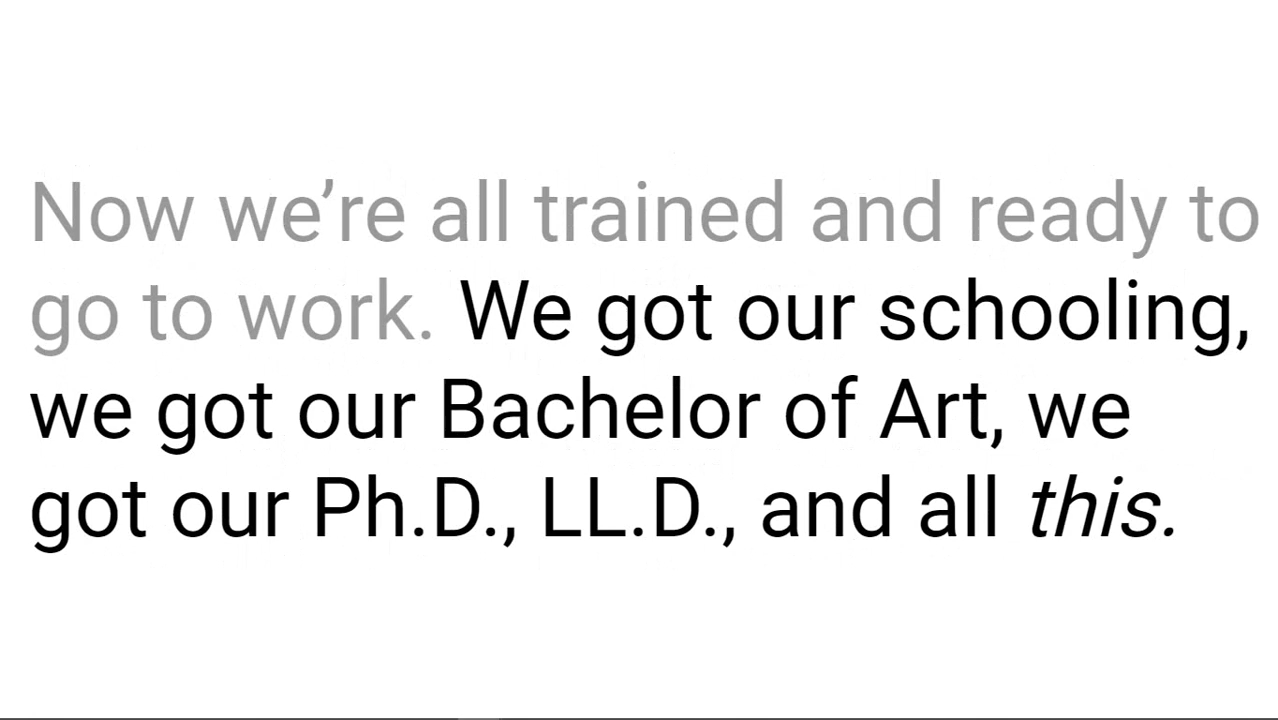 Now we’re all trained and ready to
go to work. We got our schooling,
we got our Bachelor of Art, we
got our Ph.D., LL.D., and all this.